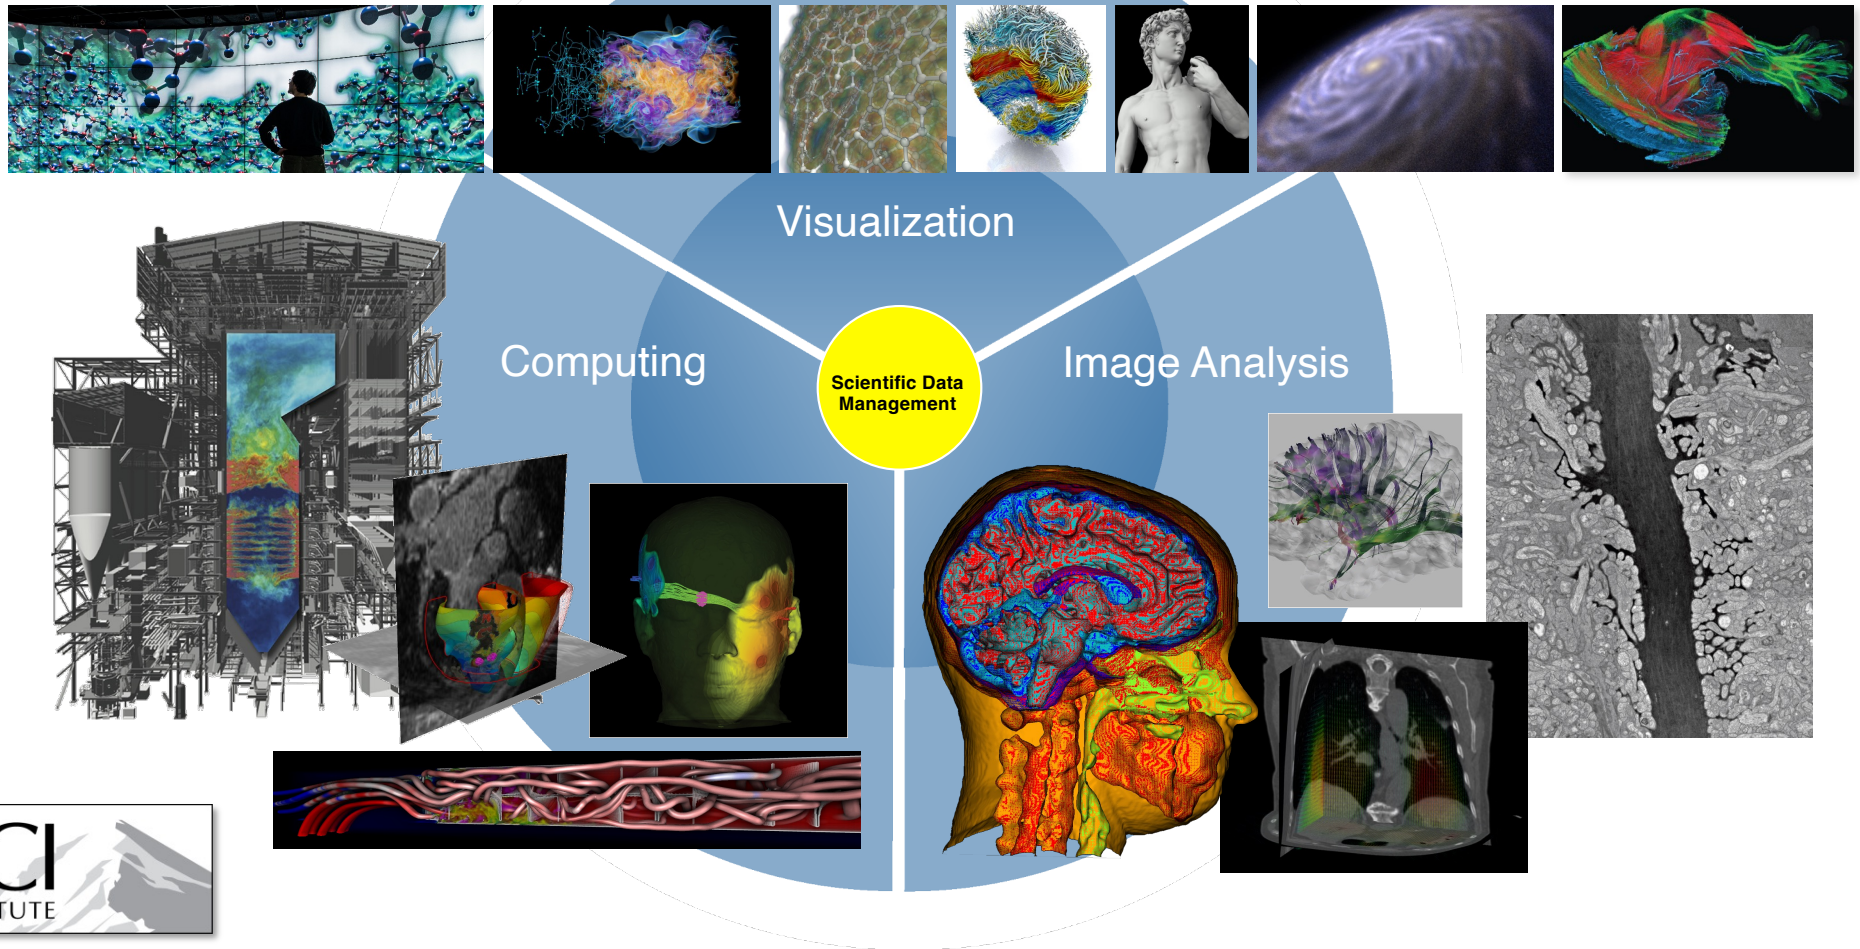 Visualization
Computing
Image Analysis
Scientific Data
Management
CI
TUTE